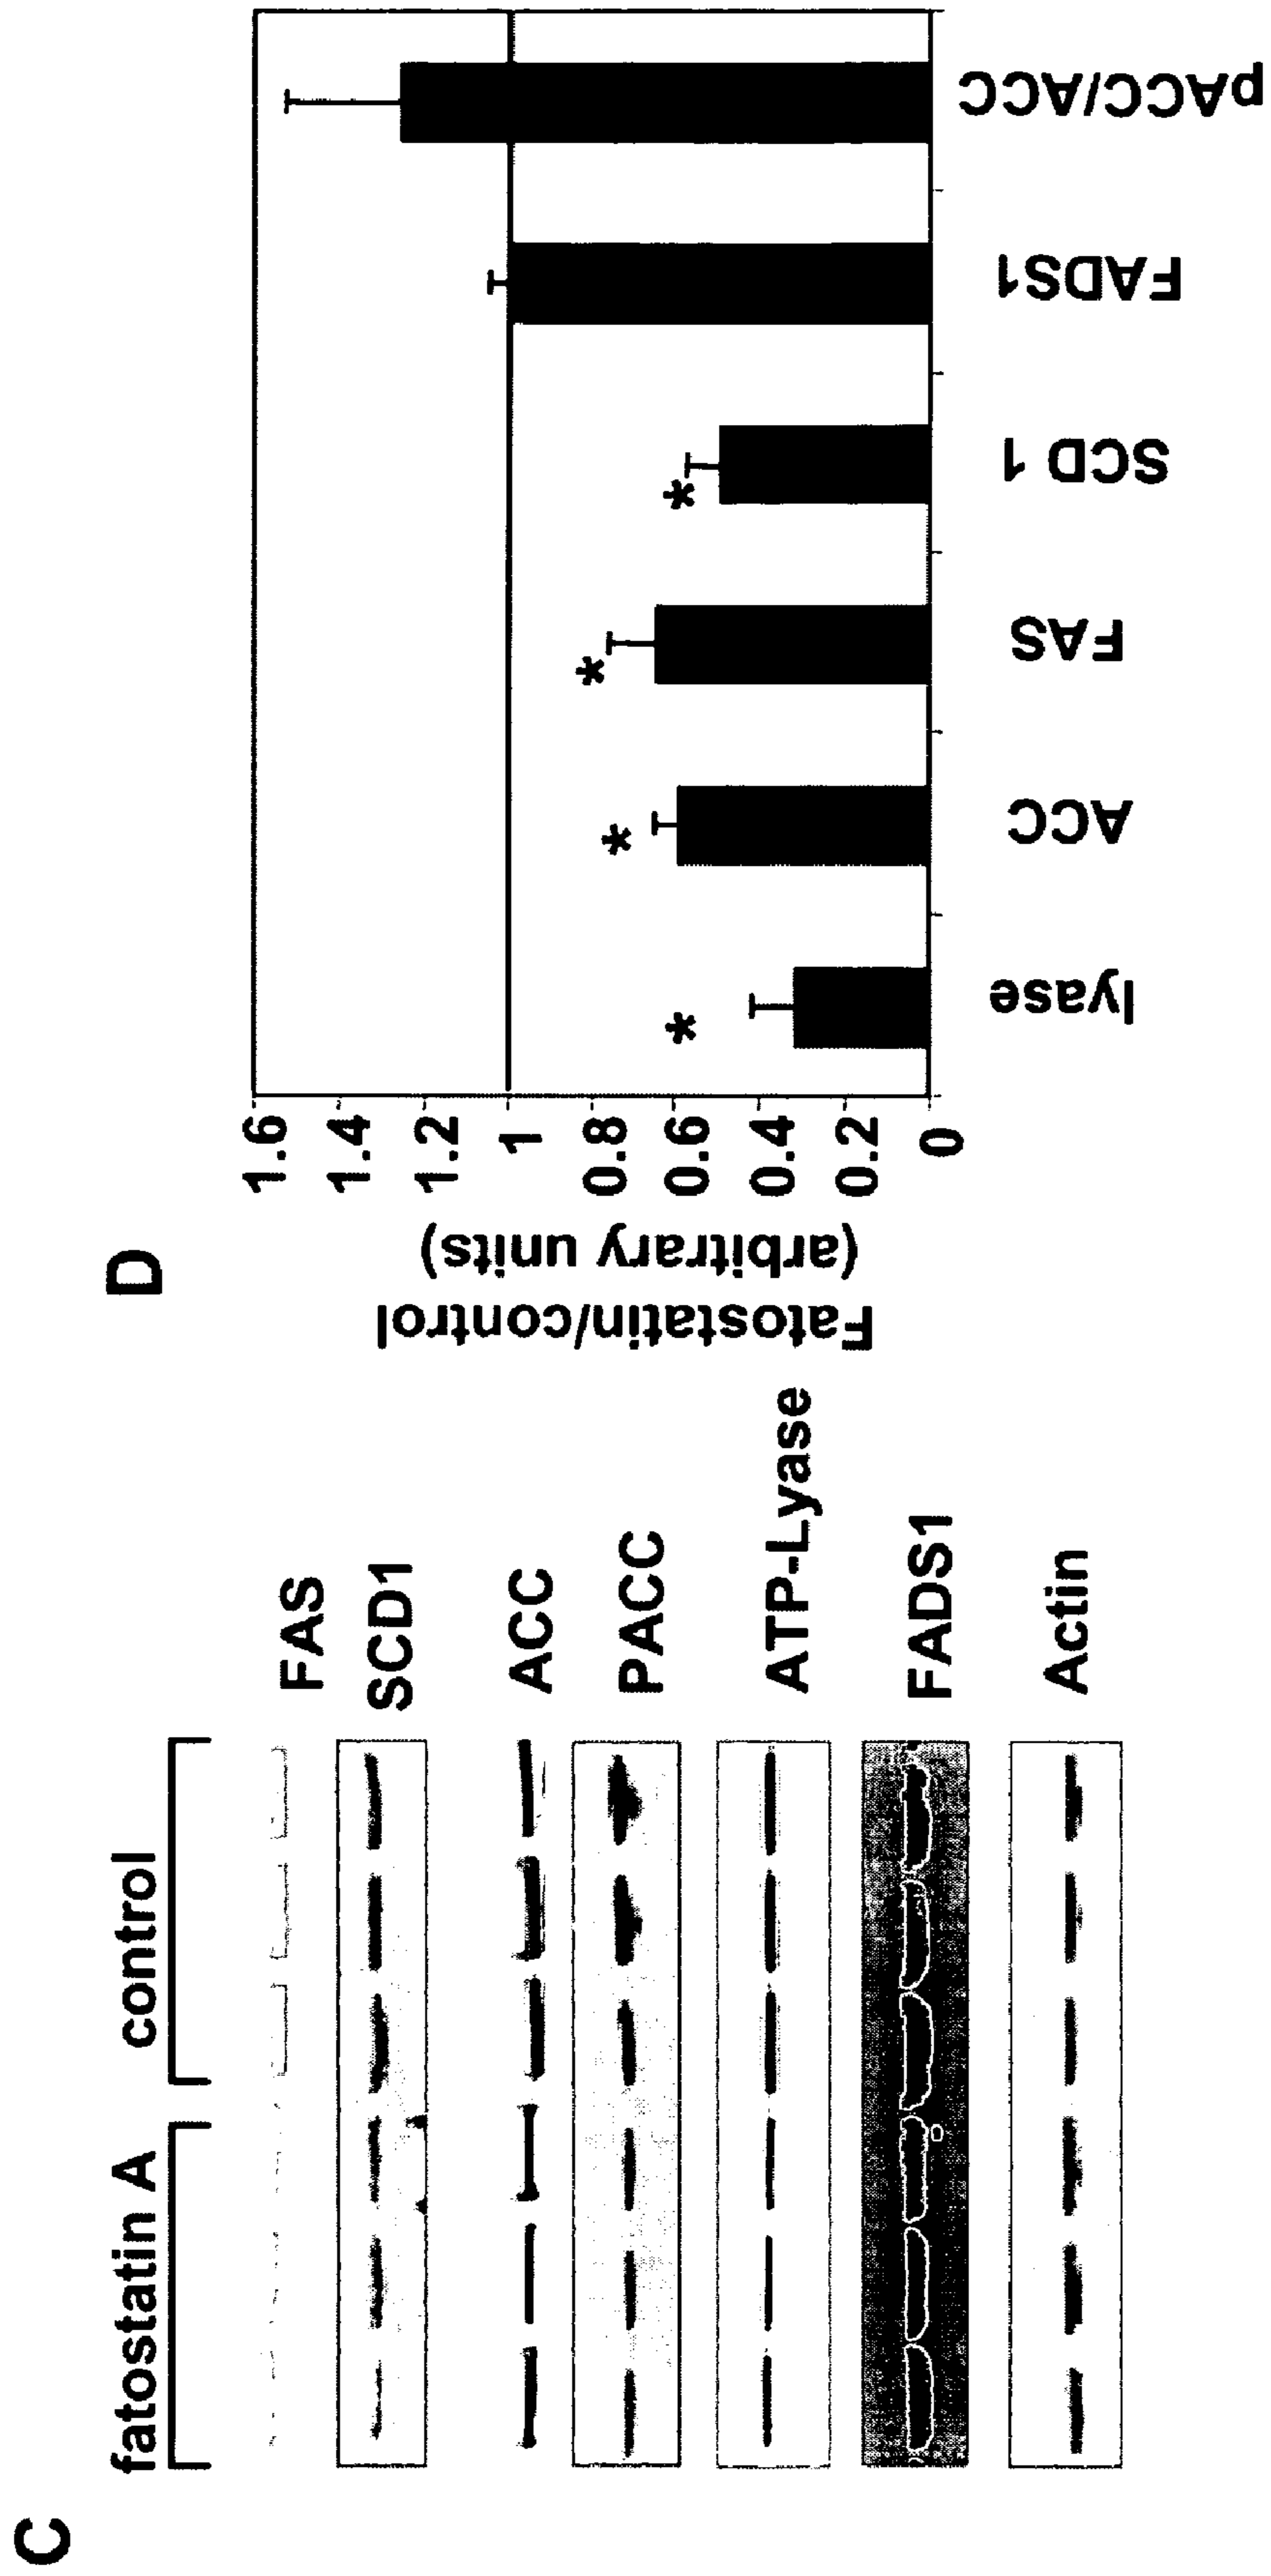 C
fatostatin A control
FAS
SCD1
ACC
PACC
ATP-Lyase
FADS1
Actin
D
Fatostatin/control
(arbitrary units)
1.6
1.4
1.2
1
0.8
0.6
0.4
0.2
0
* * * *
lyase ACC FAS SCD 1 FADS1 pACC/ACC